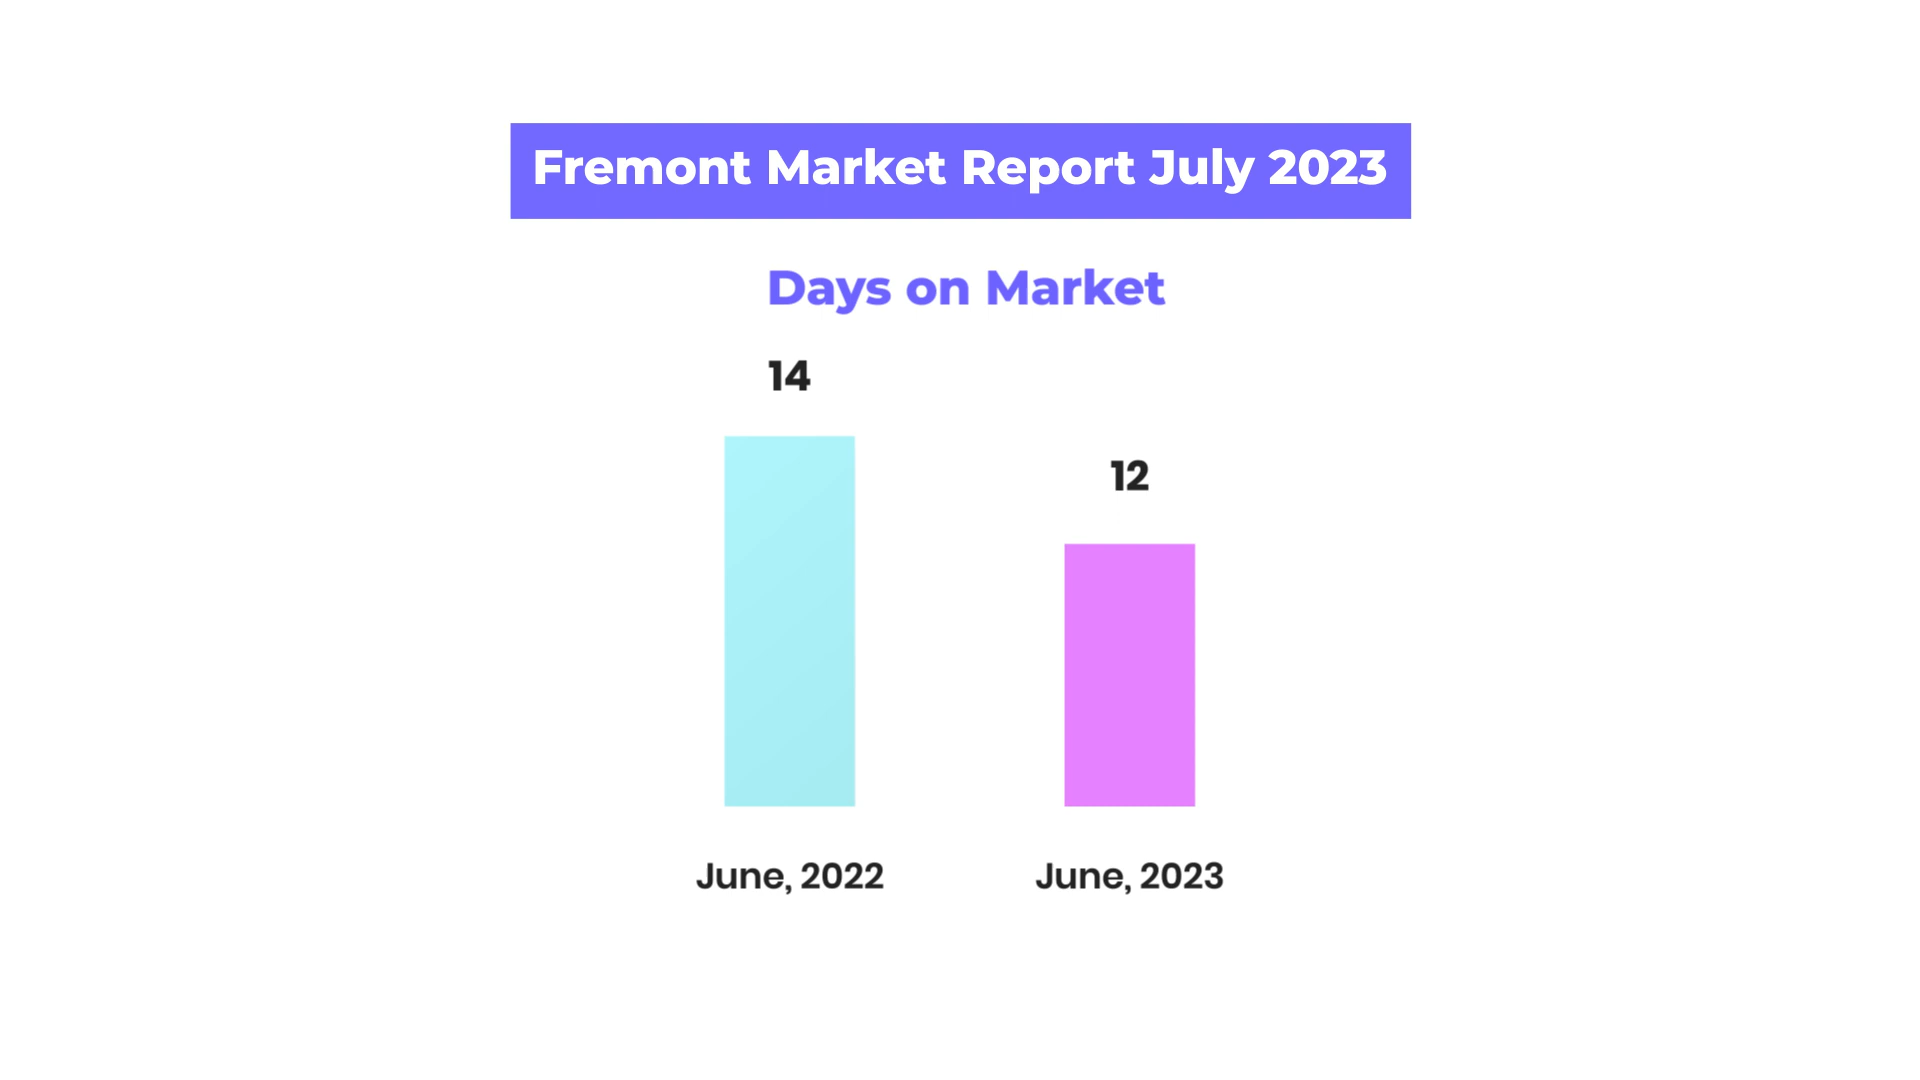 Fremont Market Report July 2023
Days on Market
14
12
June, 2022
June, 2023